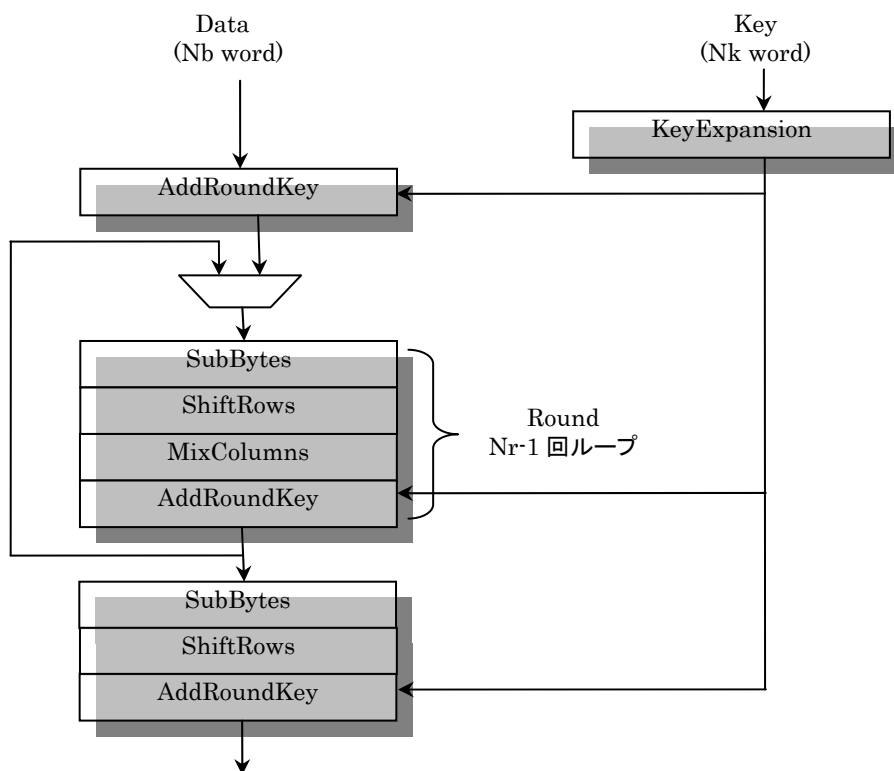 Data
(Nb word)
Key
(Nk word)
KeyExpansion
AddRoundKey
SubBytes
ShiftRows
MixColumns
AddRoundKey
Round
Nr-1 回ループ
SubBytes
ShiftRows
AddRoundKey